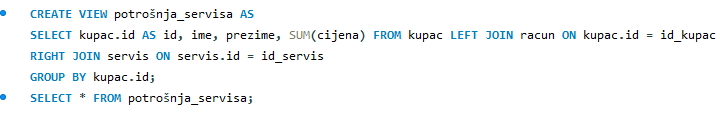 CREATE VIEW potrošnja_servisa AS
SELECT kupac.id AS id, ime, prezime, SUM(cijena) FROM kupac LEFT JOIN racun ON kupac.id = id_kupac
RIGHT JOIN servis ON servis.id = id_servis
GROUP BY kupac.id;
SELECT * FROM potrošnja_servisa;